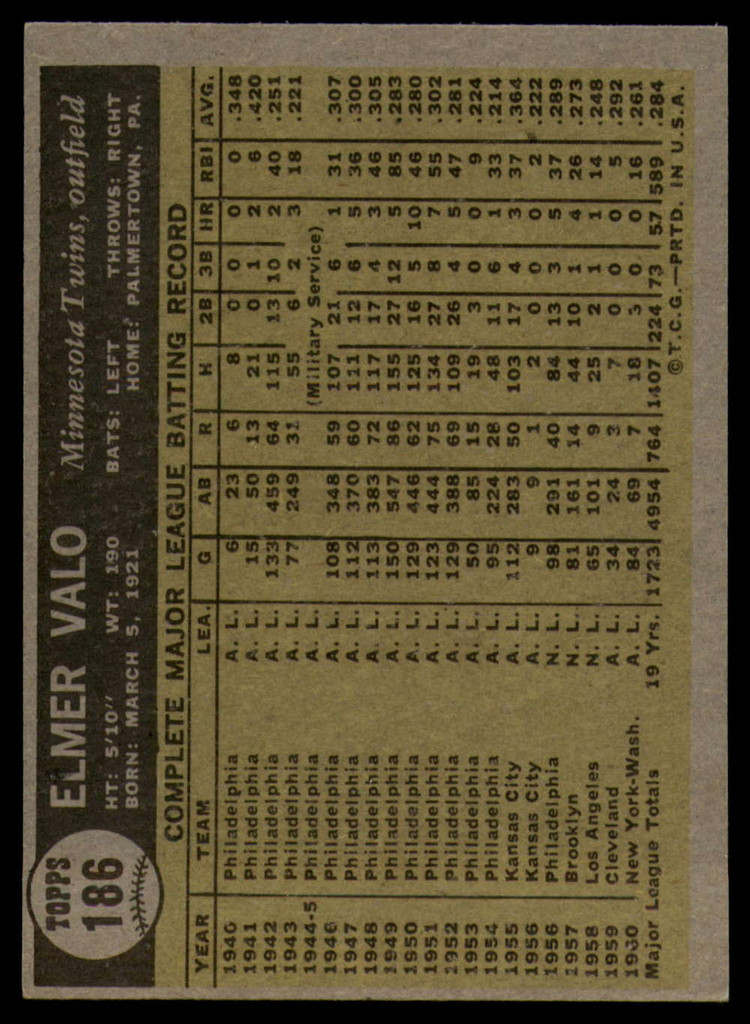 TOPPS
186
ELMER VALO Minnesota Twins, outfield
HT: 5'10" WT: 190 BATS: LEFT THROWS: RIGHT
BORN: MARCH 5, 1921 HOME: PALMERTOWN, PA.
COMPLETE MAJOR LEAGUE BATTING RECORD
YEAR TEAM LEA. G AB R H 2B 3B HR RBI AVG.
1940 Philadelphia A. L. 6 23 6 8 0 0 0 0 .348
1941 Philadelphia A. L. 15 50 13 21 0 1 2 6 .420
1942 Philadelphia A. L. 133 459 64 115 13 10 2 40 .251
1943 Philadelphia A. L. 77 249 31 55 6 2 3 18 .221
1944-5 Philadelphia A. L. (Military Service)
1946 Philadelphia A. L. 108 348 59 107 21 6 1 31 .307
1947 Philadelphia A. L. 112 370 60 111 12 6 5 36 .300
1948 Philadelphia A. L. 113 383 72 117 17 4 3 46 .305
1949 Philadelphia A. L. 150 547 86 155 27 12 5 85 .283
1950 Philadelphia A. L. 129 446 62 125 16 5 10 46 .280
1951 Philadelphia A. L. 123 444 75 134 27 8 7 55 .302
1952 Philadelphia A. L. 129 388 69 109 26 4 5 47 .281
1953 Philadelphia A. L. 50 85 15 19 3 0 0 9 .224
1954 Philadelphia A. L. 95 224 28 48 11 6 1 33 .214
1955 Kansas City A. L. 112 283 50 103 17 4 3 37 .364
1956 Kansas City A. L. 9 9 1 2 0 0 0 2 .222
1956 Philadelphia N. L. 98 291 40 84 13 3 5 37 .289
1957 Brooklyn N. L. 81 161 14 44 10 1 4 26 .273
1958 Los Angeles N. L. 65 101 9 25 2 1 1 14 .248
1959 Cleveland A. L. 34 24 3 7 0 0 0 5 .292
1960 New York-Wash. A. L. 84 69 7 18 3 0 0 16 .261
Major League Totals 19 Yrs. 1723 4954 764 1407 224 73 57 589 .284
©T.C.G.—PRTD. IN U.S.A.